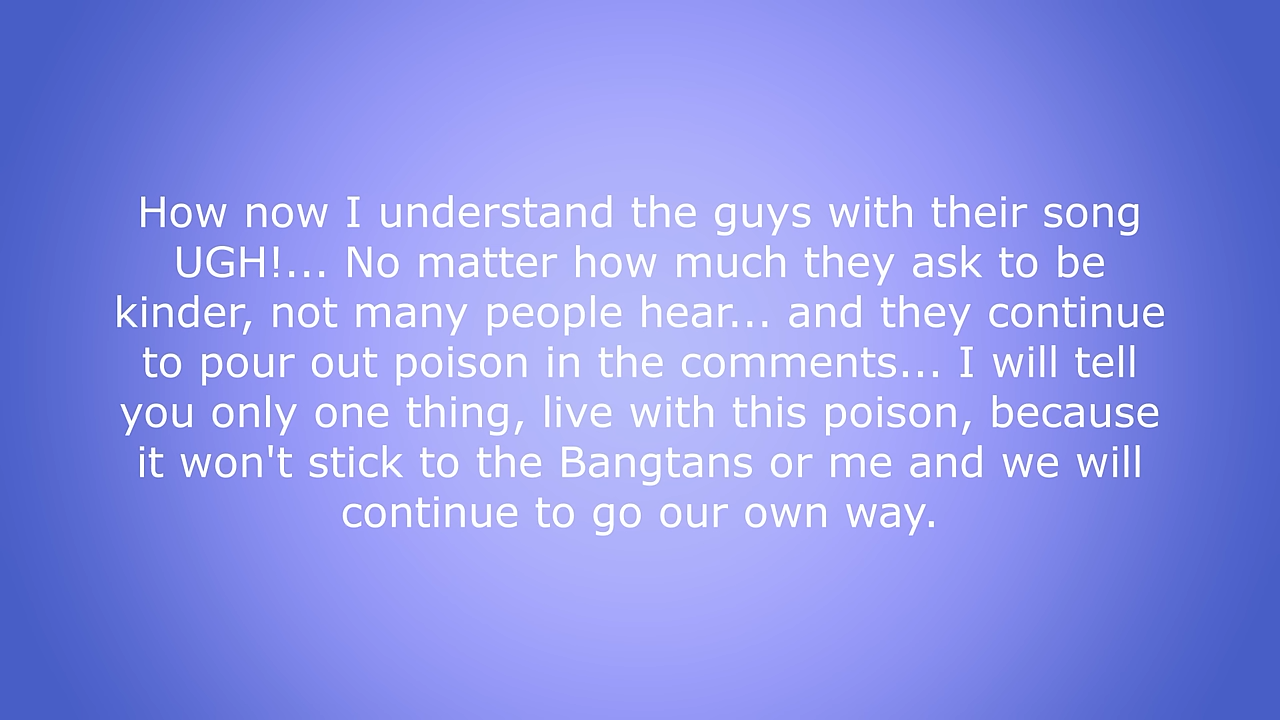 How now I understand the guys with their song
UGH!... No matter how much they ask to be
kinder, not many people hear... and they continue
to pour out poison in the comments... I will tell
you only one thing, live with this poison, because
it won't stick to the Bangtans or me and we will
continue to go our own way.